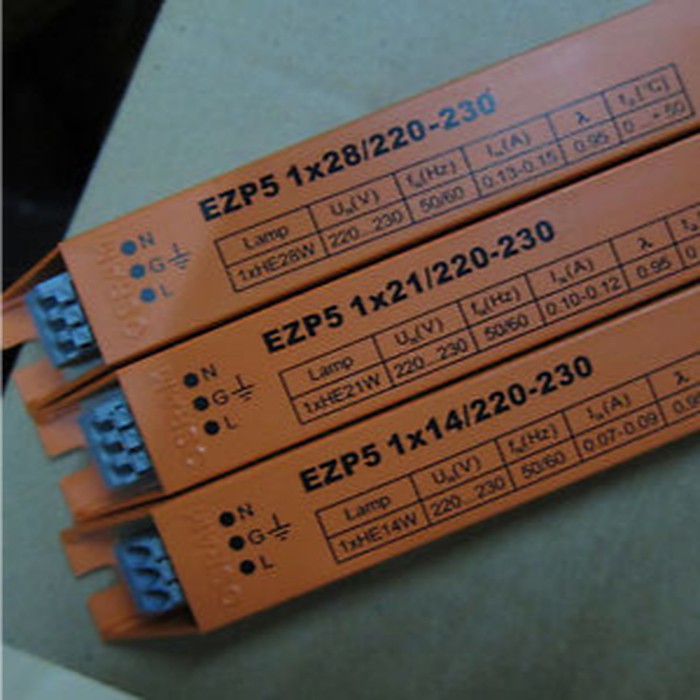 EZP5 1x28/220-230
Lamp Uₙ(V) fₙ(Hz) Iₙ(A) λ tₐ(°C)
1xHE28W 220...230 50/60 0.13-0.15 0.95 0...+50
N
G
L
EZP5 1x21/220-230
Lamp Uₙ(V) fₙ(Hz) Iₙ(A) λ
1xHE21W 220...230 50/60 0.10-0.12 0.95 0
N
G
L
EZP5 1x14/220-230
Lamp Uₙ(V) fₙ(Hz) Iₙ(A) λ
1xHE14W 220...230 50/60 0.07-0.09 0.95
N
G
L